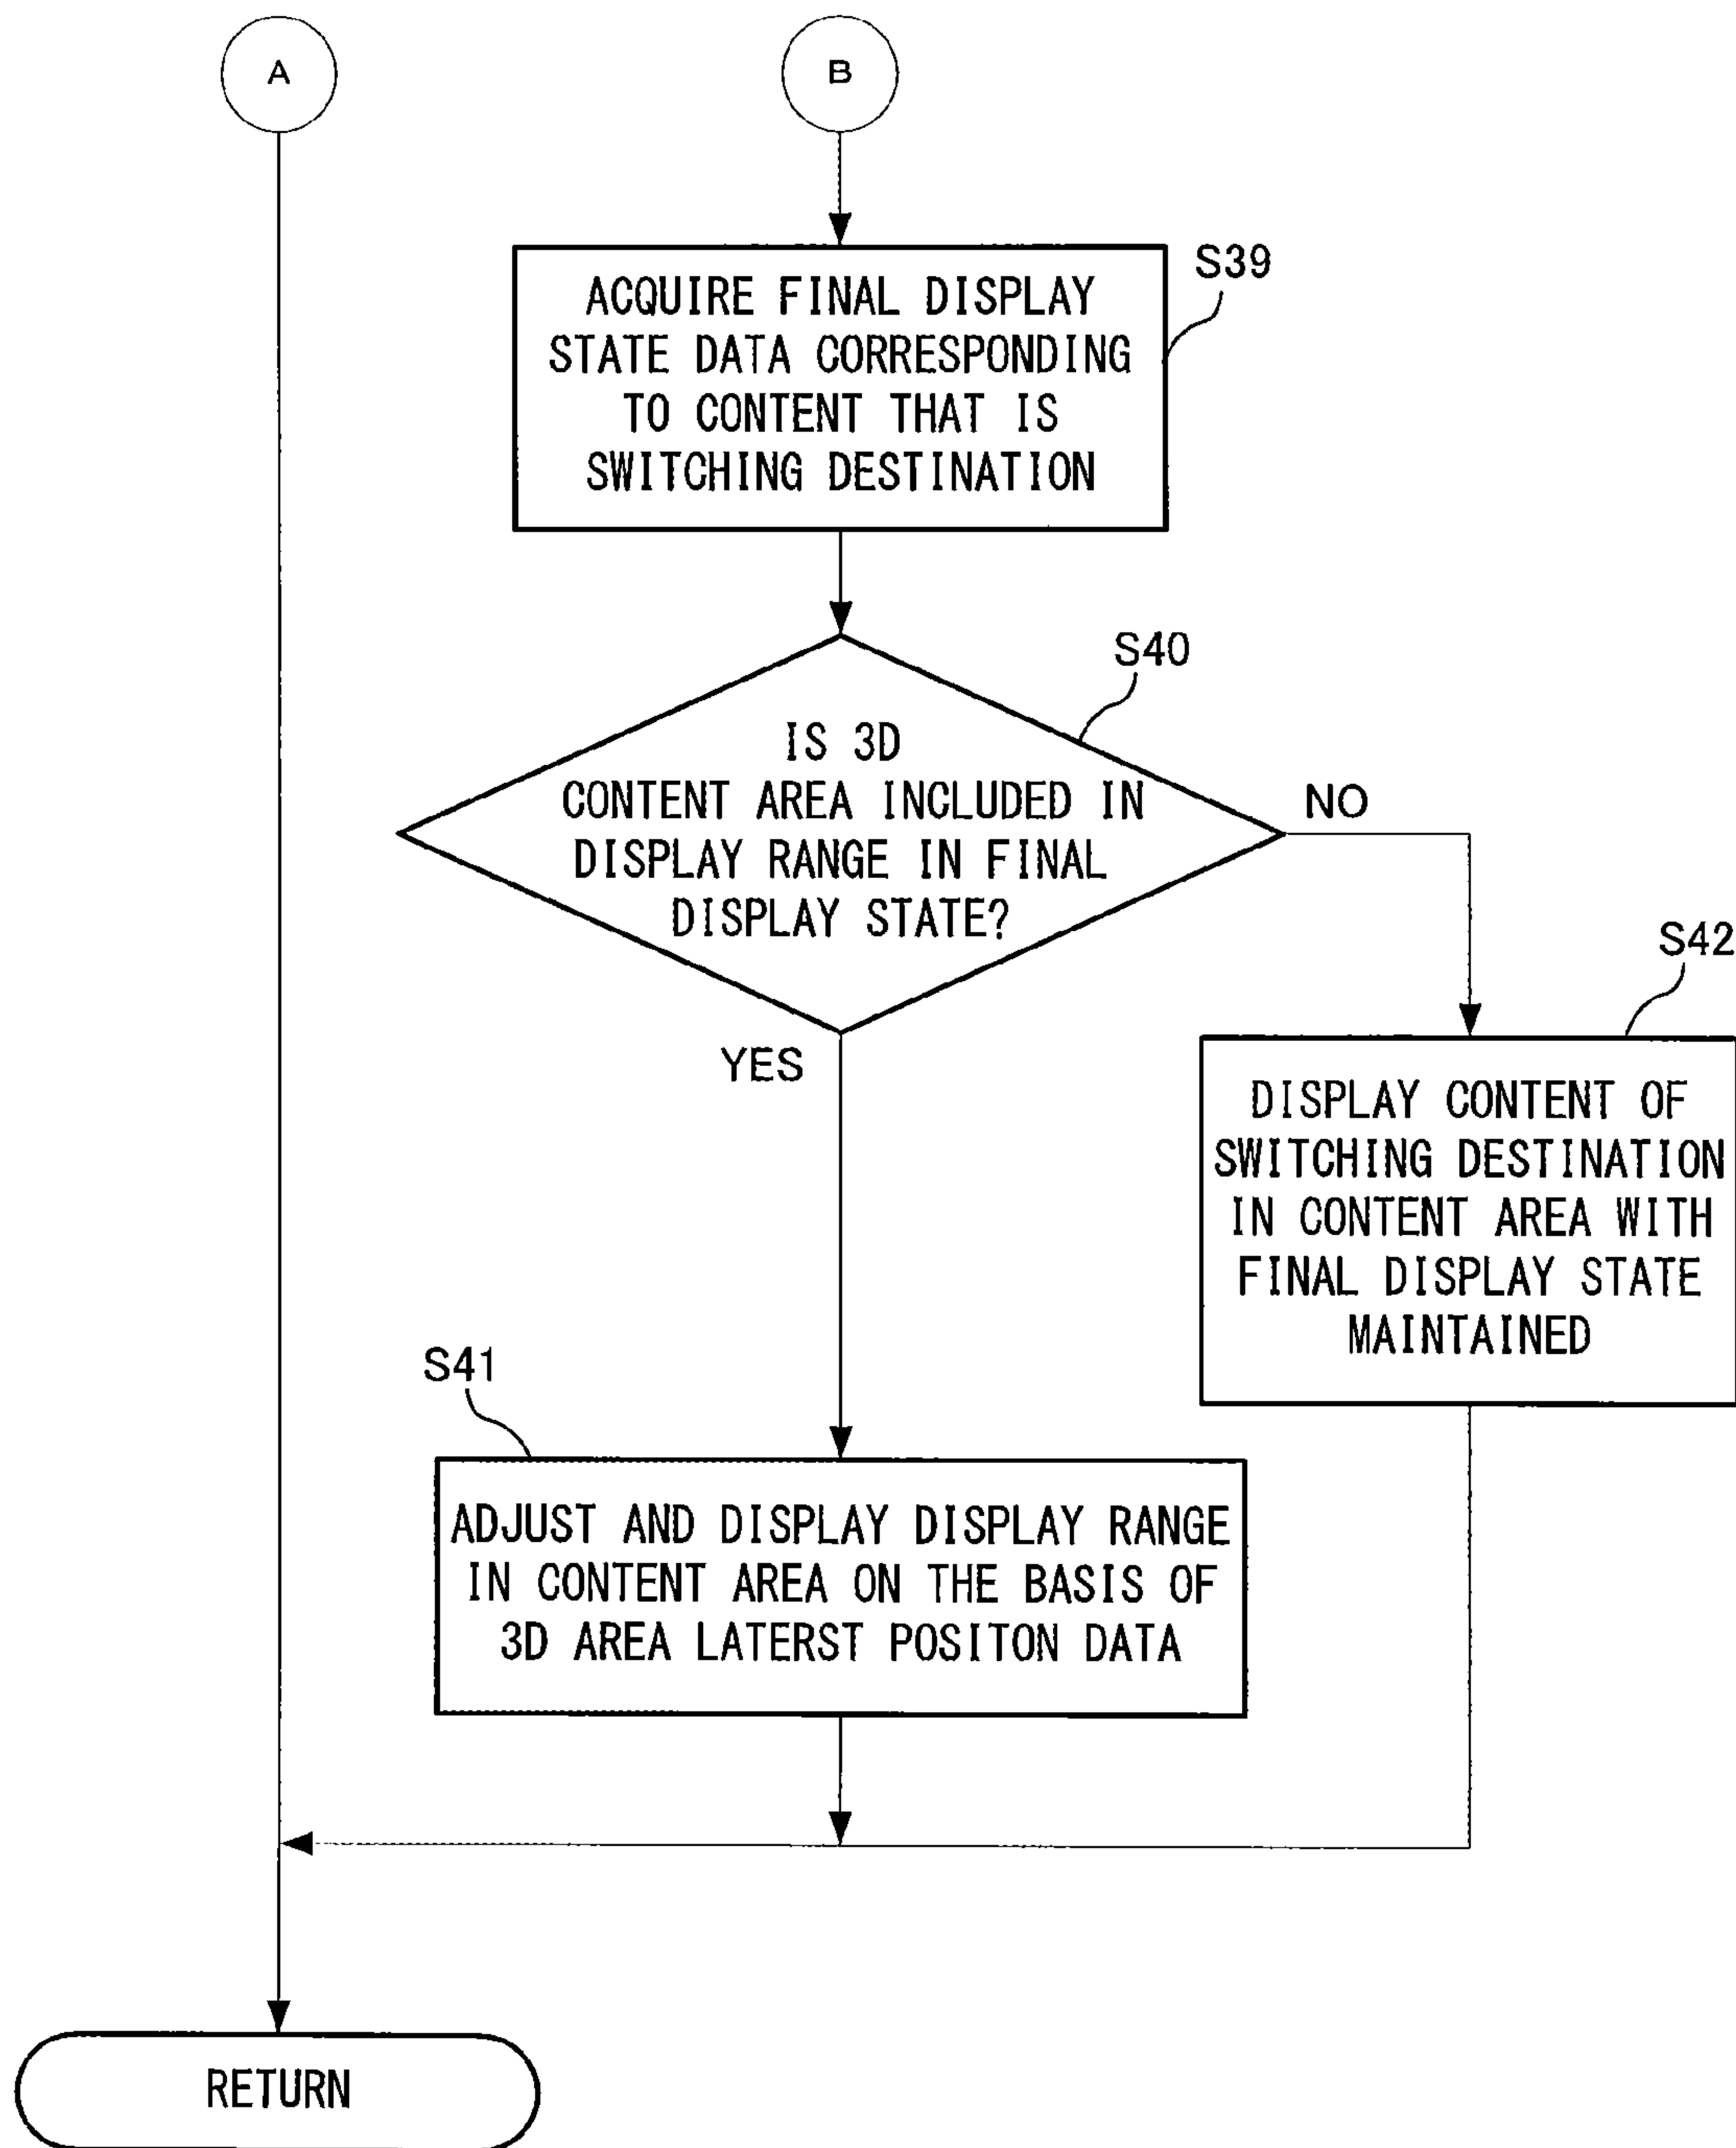 A
B
S39
ACQUIRE FINAL DISPLAY
STATE DATA CORRESPONDING
TO CONTENT THAT IS
SWITCHING DESTINATION
S40
IS 3D
CONTENT AREA INCLUDED IN
DISPLAY RANGE IN FINAL
DISPLAY STATE?
NO
YES
S42
DISPLAY CONTENT OF
SWITCHING DESTINATION
IN CONTENT AREA WITH
FINAL DISPLAY STATE
MAINTAINED
S41
ADJUST AND DISPLAY DISPLAY RANGE
IN CONTENT AREA ON THE BASIS OF
3D AREA LATERST POSITON DATA
RETURN